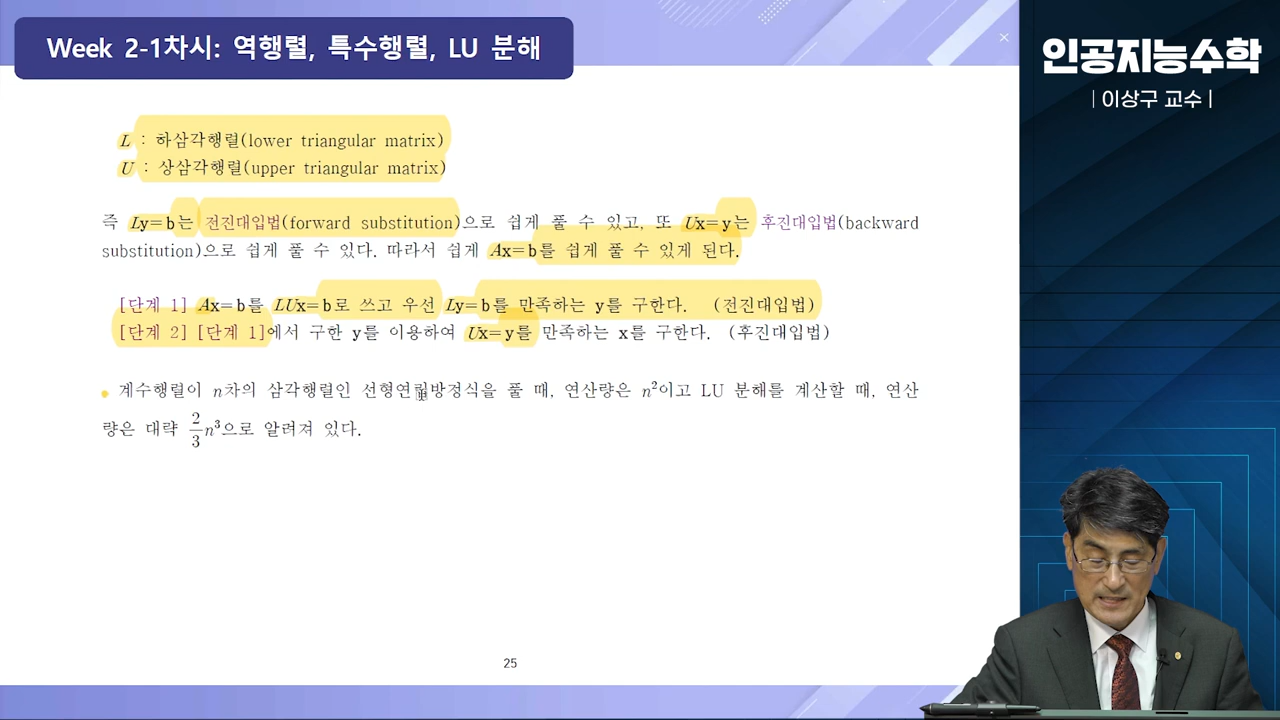 Week 2-1차시: 역행렬, 특수행렬, LU 분해
인공지능수학
| 이상구 교수 |
L : 하삼각행렬(lower triangular matrix)
U : 상삼각행렬(upper triangular matrix)
즉 Ly=b는 전진대입법(forward substitution)으로 쉽게 풀 수 있고, 또 Ux=y는 후진대입법(backward
substitution)으로 쉽게 풀 수 있다. 따라서 쉽게 Ax=b를 쉽게 풀 수 있게 된다.
[단계 1] Ax=b를 LUx=b로 쓰고 우선 Ly=b를 만족하는 y를 구한다. (전진대입법)
[단계 2] [단계 1]에서 구한 y를 이용하여 Ux=y를 만족하는 x를 구한다. (후진대입법)
• 계수행렬이 n차의 삼각행렬인 선형연립방정식을 풀 때, 연산량은 n²이고 LU 분해를 계산할 때, 연산
량은 대략 2/3 n³으로 알려져 있다.
25